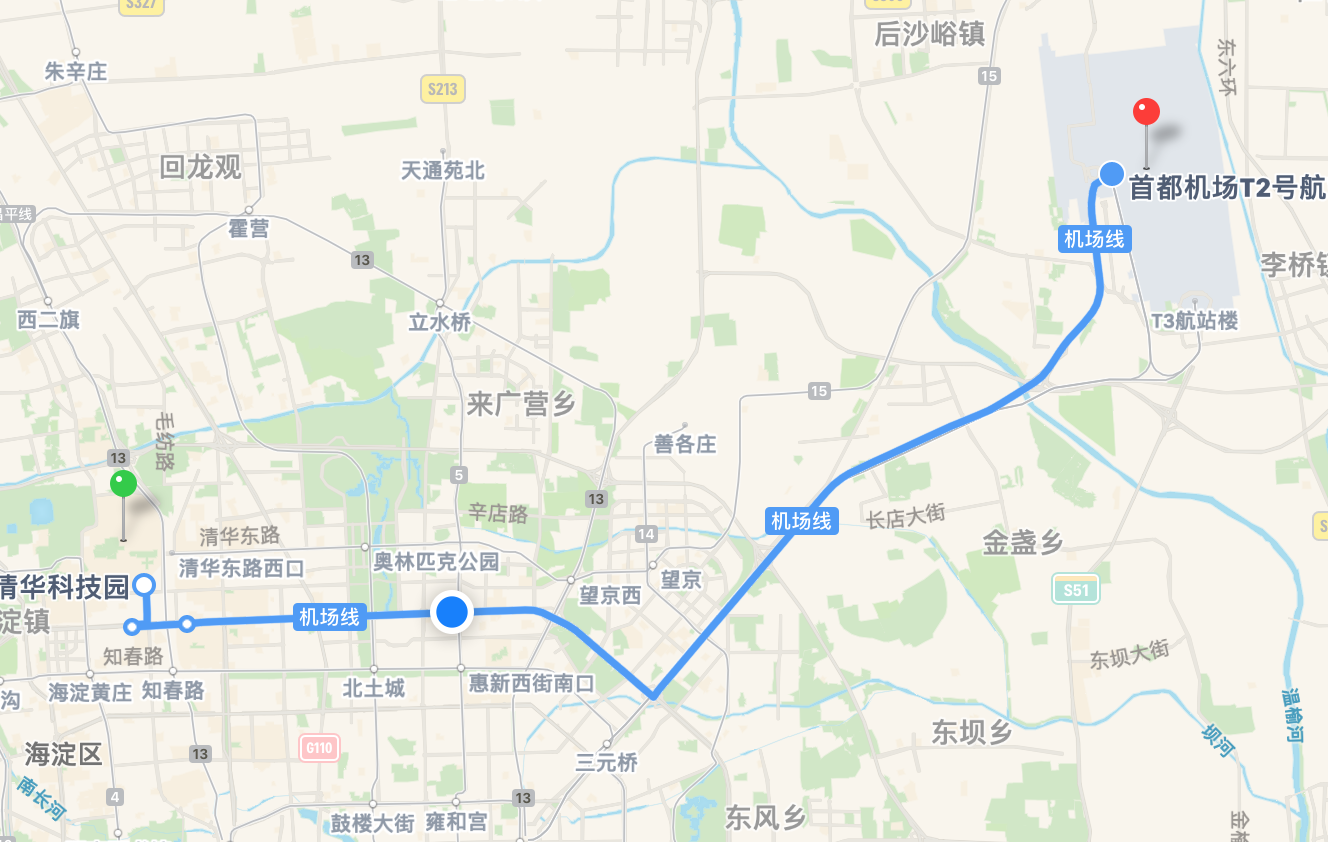 S327
后沙峪镇
朱辛庄
15
东六环
S213
回龙观
天通苑北
首都机场T2号航
平线
霍营
机场线
13
李桥镇
西二旗
立水桥
T3航站楼
来广营乡
15
毛纺路
善各庄
13
5
13
辛店路
长店大街
机场线
清华东路
14
金盏乡
清华东路西口
奥林匹克公园
清华科技园
望京
望京西
S51
淀镇
机场线
知春路
东坝大街
沟
海淀黄庄
知春路
北土城
惠新西街南口
温榆河
海淀区
13
G110
三元桥
东坝乡
坝河
南长河
4
13
鼓楼大街
雍和宫
东风乡